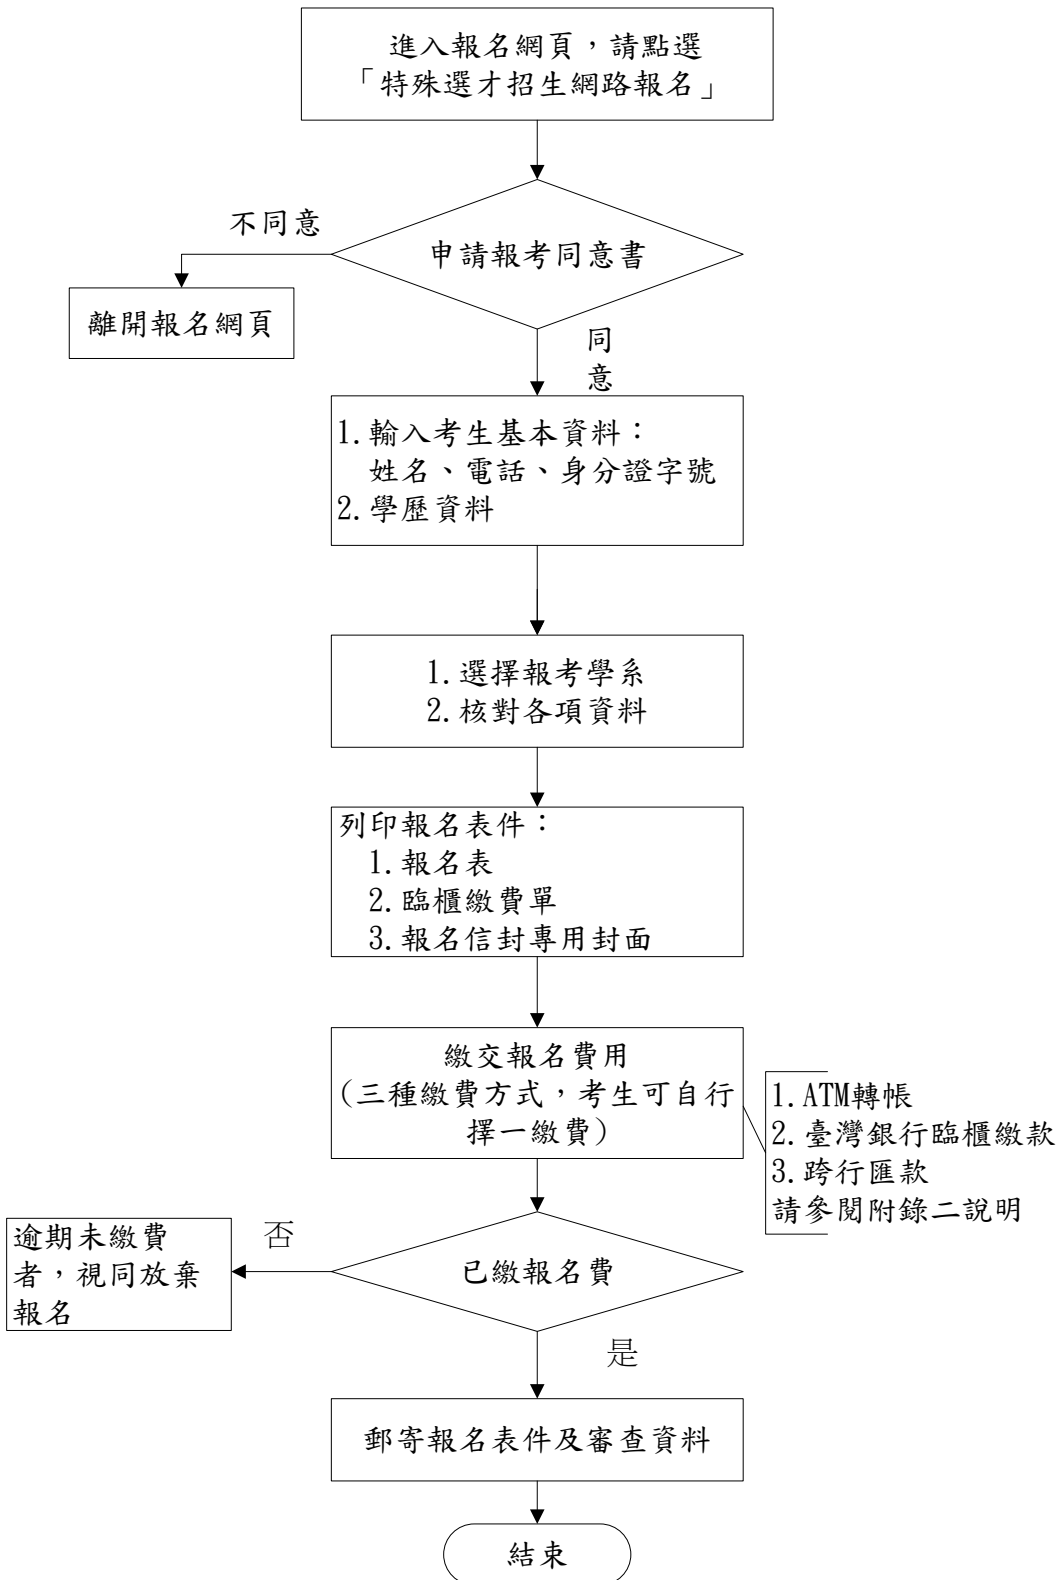 進入報名網頁，請點選
「特殊選才招生網路報名」
不同意
申請報考同意書
離開報名網頁
同
意
1.輸入考生基本資料：
姓名、電話、身分證字號
2.學歷資料
1.選擇報考學系
2.核對各項資料
列印報名表件：
1.報名表
2.臨櫃繳費單
3.報名信封專用封面
繳交報名費用
(三種繳費方式，考生可自行
擇一繳費)
1.ATM轉帳
2.臺灣銀行臨櫃繳款
3.跨行匯款
請參閱附錄二說明
否
逾期未繳費
者，視同放棄
報名
已繳報名費
是
郵寄報名表件及審查資料
結束